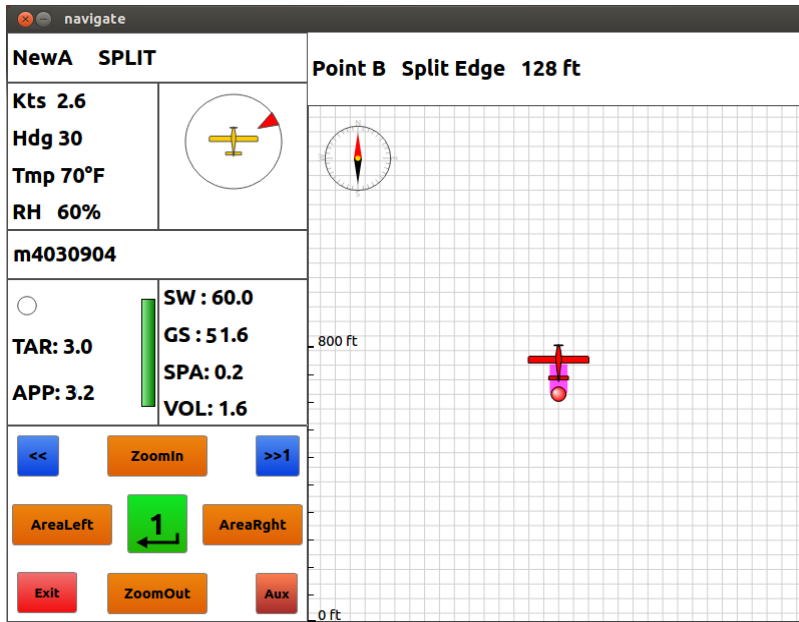 navigate
NewA SPLIT
Point B Split Edge 128 ft
Kts 2.6
Hdg 30
Tmp 70°F
RH 60%
m4030904
TAR: 3.0
APP: 3.2
SW : 60.0
GS : 51.6
SPA: 0.2
VOL: 1.6
<< ZoomIn >>1
AreaLeft 1 AreaRght
Exit ZoomOut Aux
N
S
800 ft
0 ft